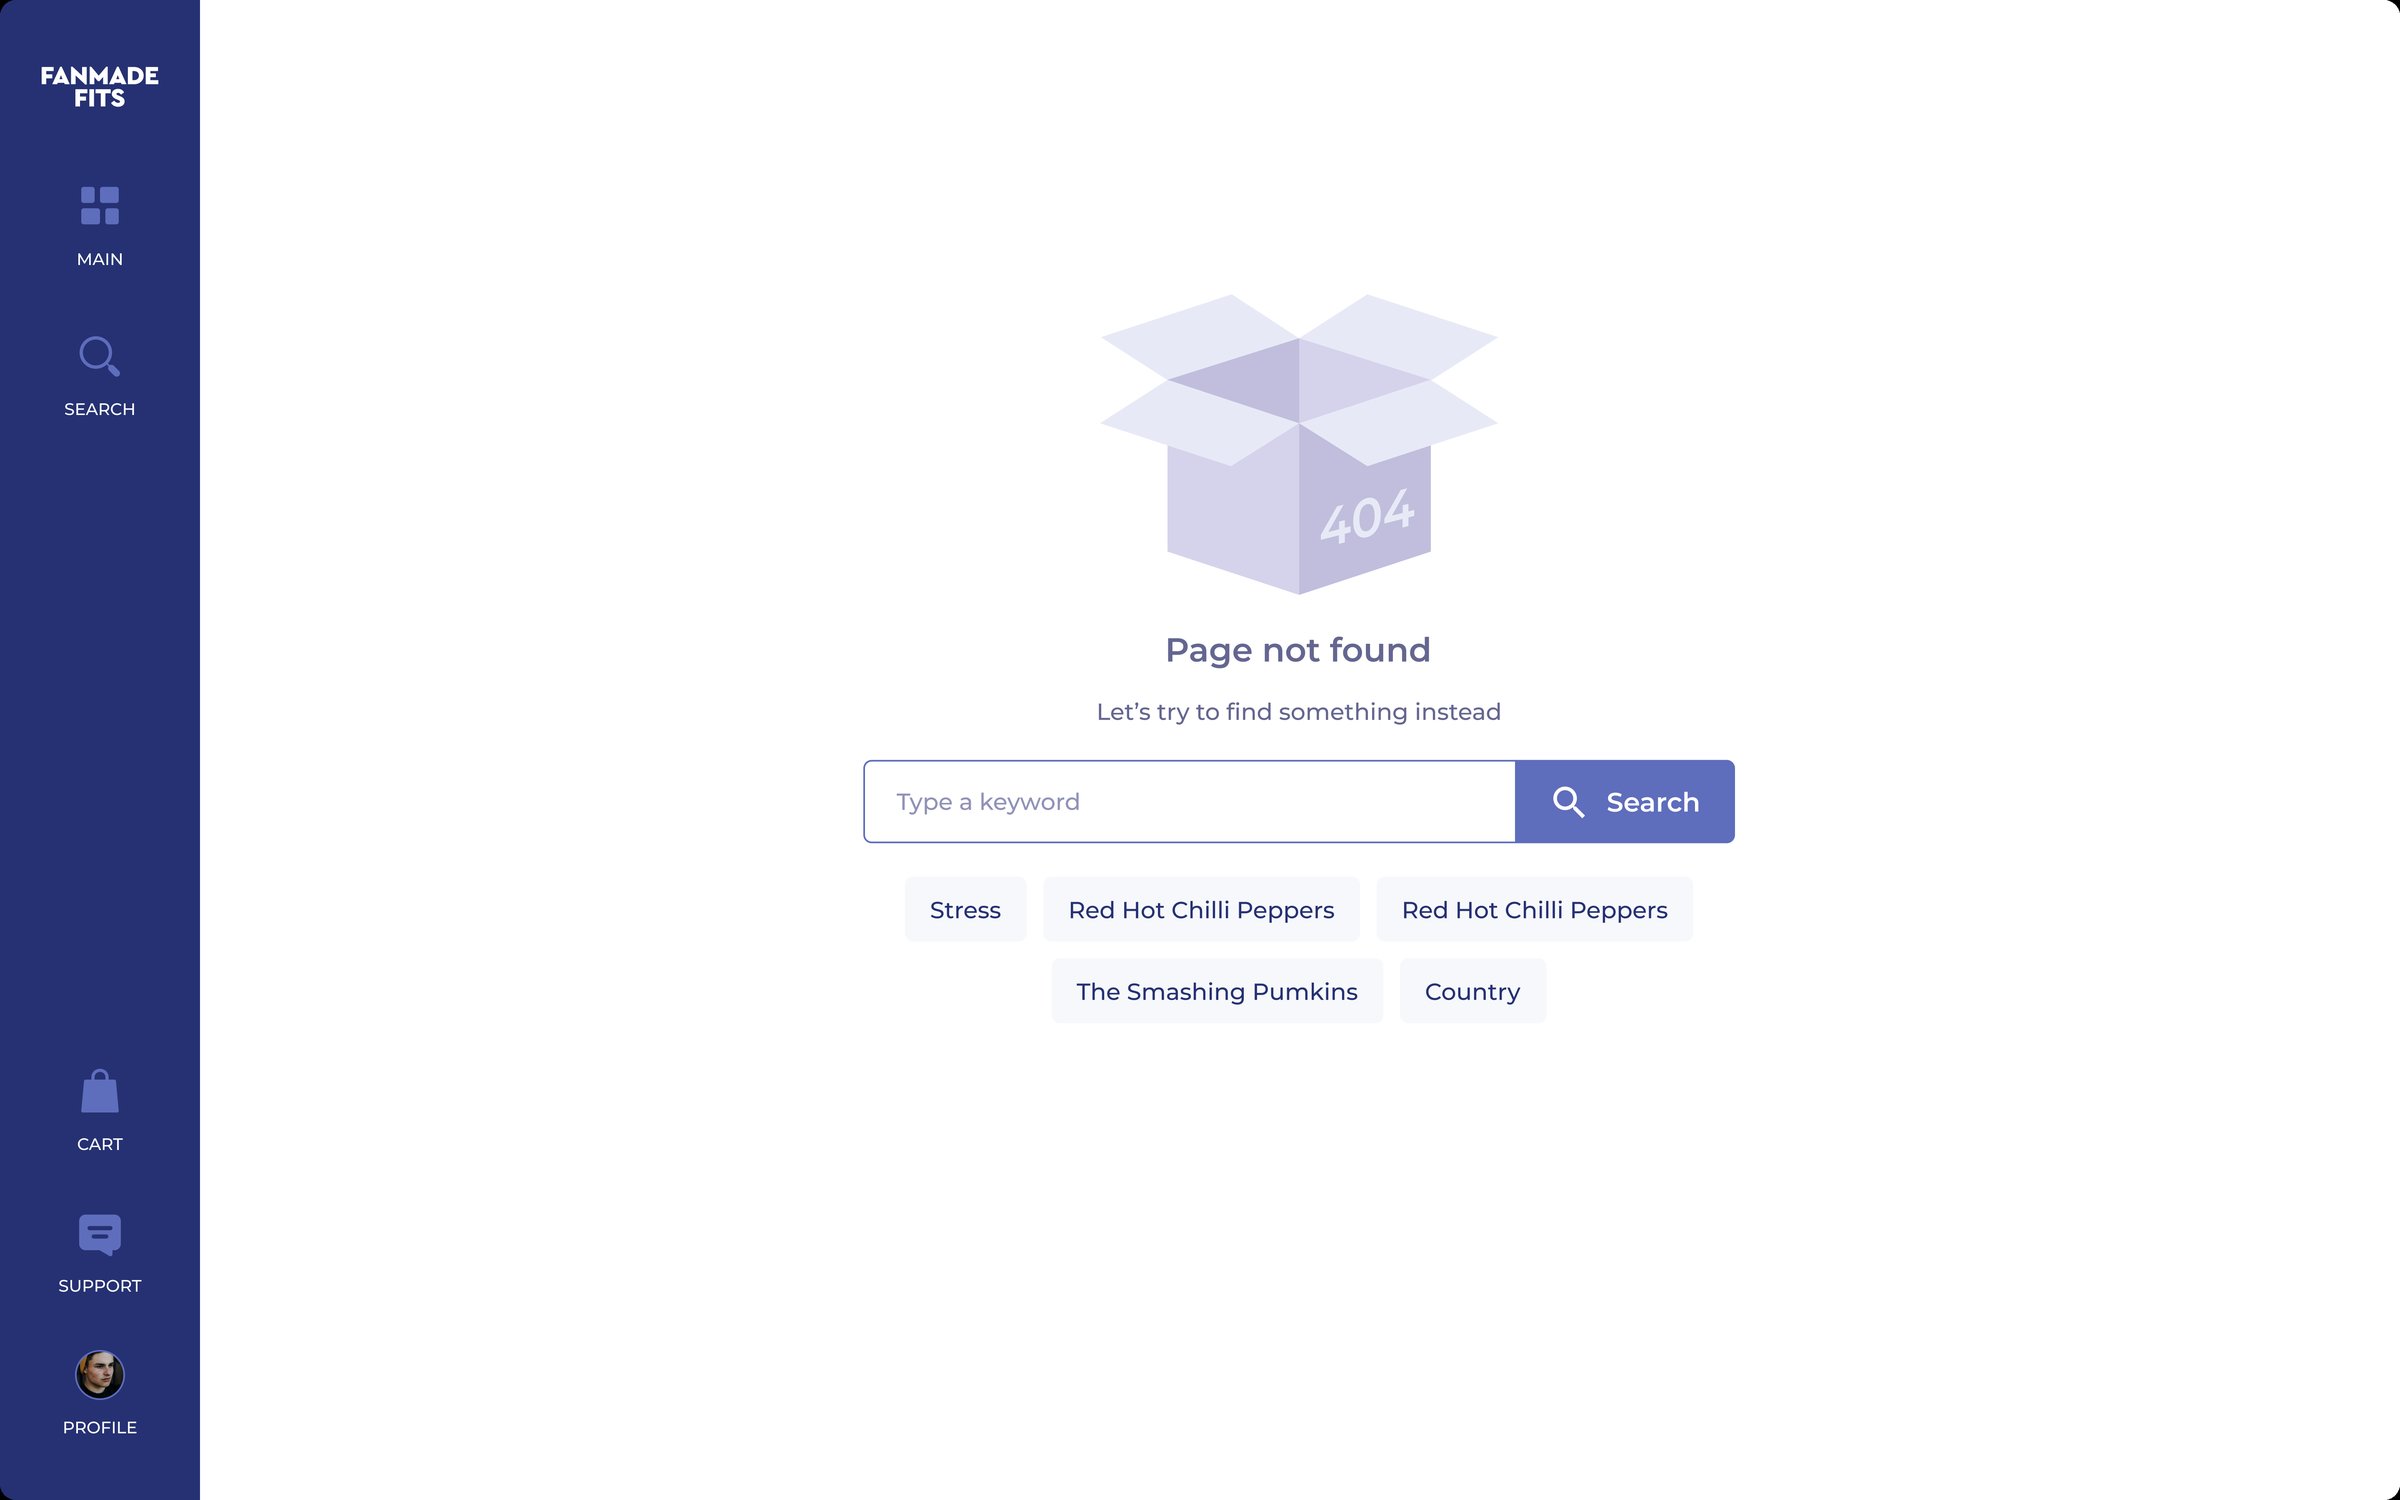 FANMADE
FITS
MAIN
SEARCH
CART
SUPPORT
PROFILE
404
Page not found
Let’s try to find something instead
Type a keyword
Search
Stress
Red Hot Chilli Peppers
Red Hot Chilli Peppers
The Smashing Pumkins
Country